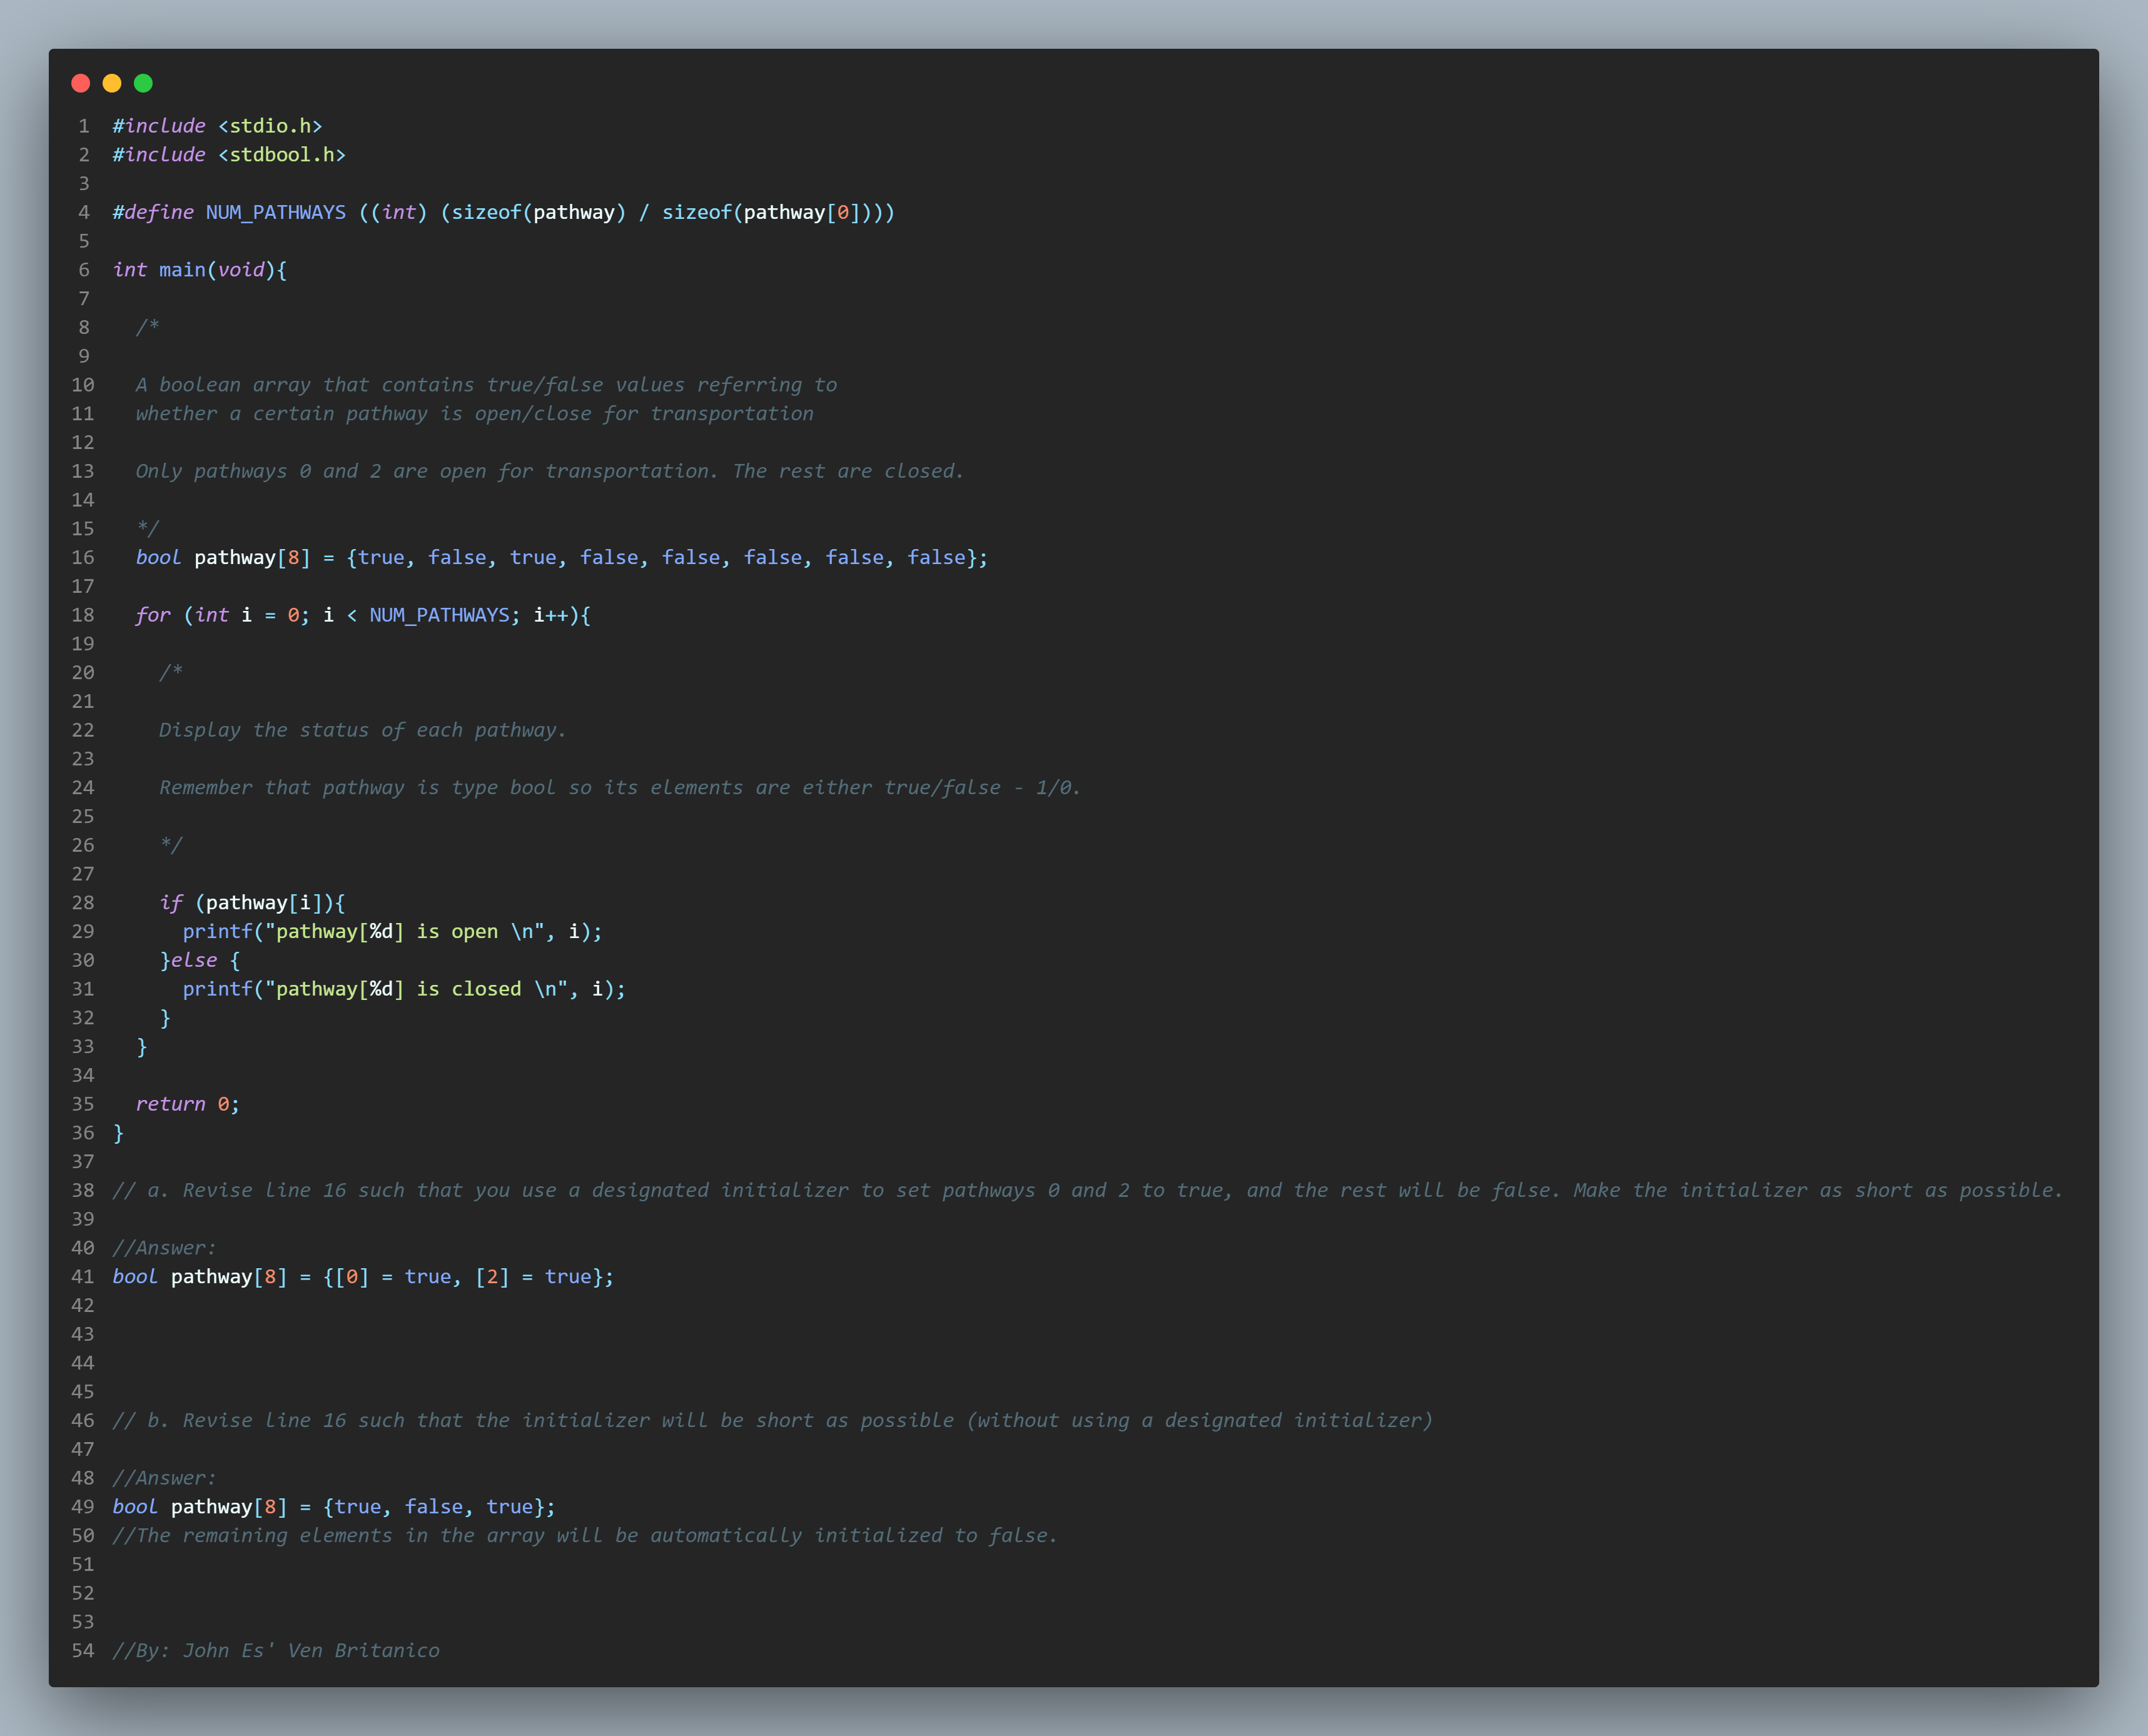 1 #include <stdio.h>
2 #include <stdbool.h>
3
4 #define NUM_PATHWAYS ((int) (sizeof(pathway) / sizeof(pathway[0])))
5
6 int main(void){
7
8 /*
9
10 A boolean array that contains true/false values referring to
11 whether a certain pathway is open/close for transportation
12
13 Only pathways 0 and 2 are open for transportation. The rest are closed.
14
15 */
16 bool pathway[8] = {true, false, true, false, false, false, false, false};
17
18 for (int i = 0; i < NUM_PATHWAYS; i++){
19
20 /*
21
22 Display the status of each pathway.
23
24 Remember that pathway is type bool so its elements are either true/false - 1/0.
25
26 */
27
28 if (pathway[i]){
29 printf("pathway[%d] is open \n", i);
30 }else {
31 printf("pathway[%d] is closed \n", i);
32 }
33 }
34
35 return 0;
36 }
37
38 // a. Revise line 16 such that you use a designated initializer to set pathways 0 and 2 to true, and the rest will be false. Make the initializer as short as possible.
39
40 //Answer:
41 bool pathway[8] = {[0] = true, [2] = true};
42
43
44
45
46 // b. Revise line 16 such that the initializer will be short as possible (without using a designated initializer)
47
48 //Answer:
49 bool pathway[8] = {true, false, true};
50 //The remaining elements in the array will be automatically initialized to false.
51
52
53
54 //By: John Es' Ven Britanico